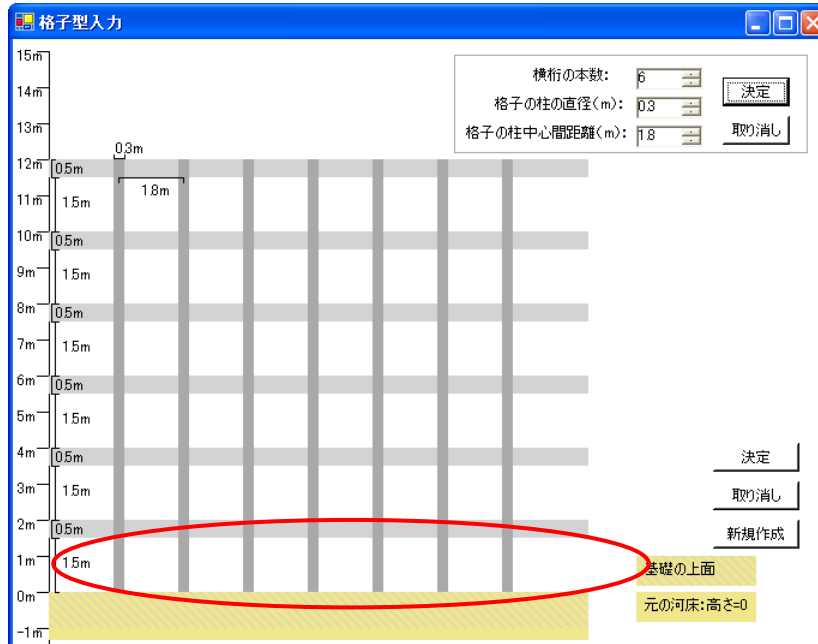 格子型入力
15m
14m
13m
12m
11m
10m
9m
8m
7m
6m
5m
4m
3m
2m
1m
0m
-1m
横桁の本数: 6
格子の柱の直径(m): 0.3
格子の柱中心間距離(m): 1.8
決定
取り消し
0.3m
1.8m
0.5m
1.5m
0.5m
1.5m
0.5m
1.5m
0.5m
1.5m
0.5m
1.5m
0.5m
1.5m
決定
取り消し
新規作成
基礎の上面
元の河床:高さ=0